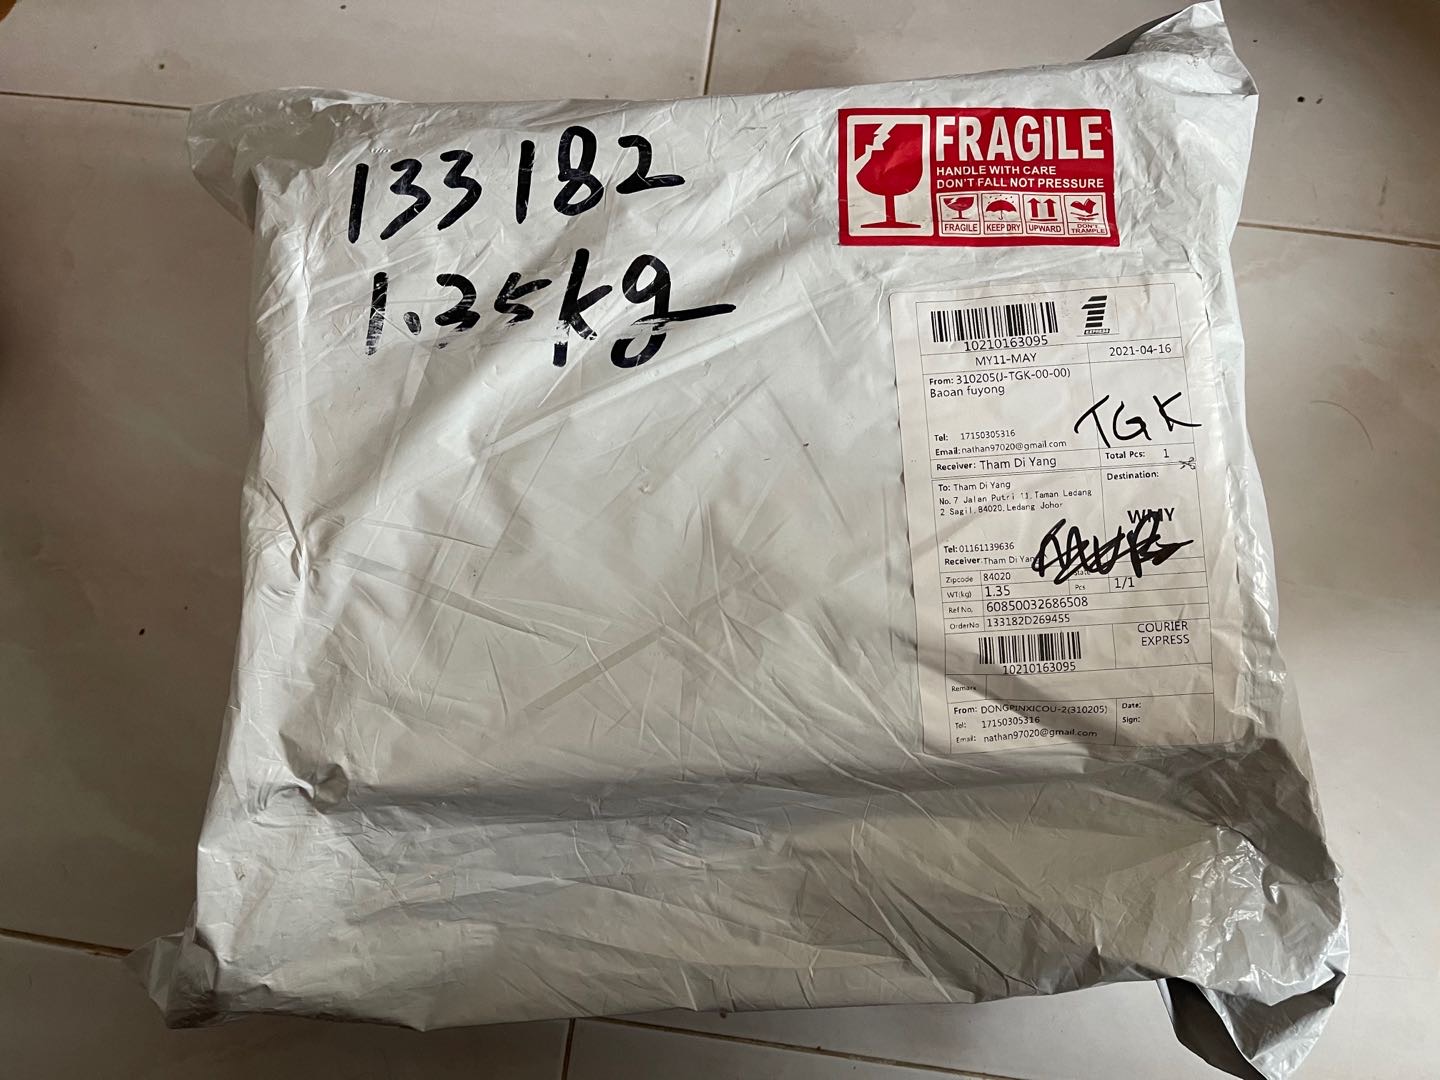 133182
1.35kg
FRAGILE
HANDLE WITH CARE
DON'T FALL NOT PRESSURE
FRAGILE KEEP DRY UPWARD DON'T TRAMPLE
10210163095
MY11-MAY 2021-04-16
From: 310205(J-TGK-00-00)
Baoan fuyong
TGK
Tel: 17150305316
Email: nathan97020@gmail.com
Receiver: Tham Di Yang Total Pcs: 1
To: Tham Di Yang Destination:
No. 7 Jalan Putri 11, Taman Ledang
2 Sagil, 84020, Ledang Johor
WMY
Tel: 01161139636
Receiver: Tham Di Yang
Zipcode 84020 State
WT(kg) 1.35 Pcs 1/1
Ref No. 60850032686508
OrderNo 133182D269455
COURIER
EXPRESS
10210163095
Remark
From: DONGPINXICOU-2(310205) Date:
Tel: 17150305316 Sign:
Email: nathan97020@gmail.com